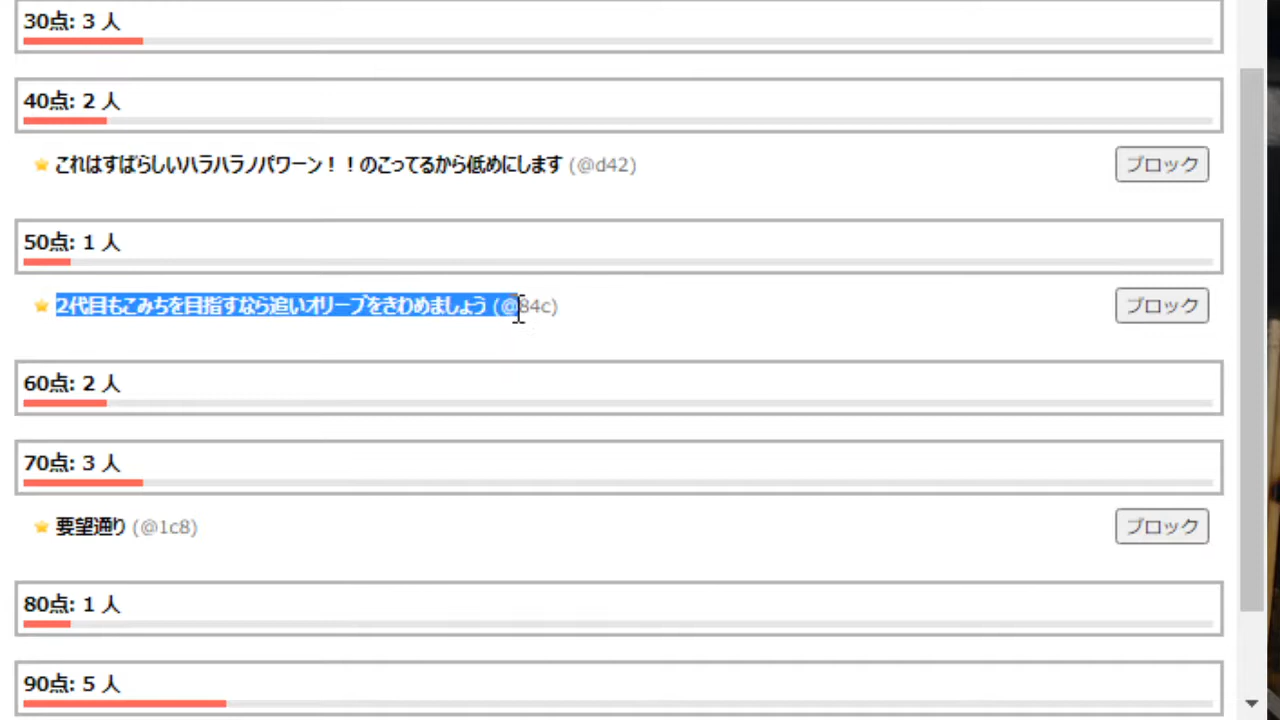 30点: 3 人
40点: 2 人
これはすばらしいハラハラノパワーン！！のこってるから低めにします (@d42)
ブロック
50点: 1 人
2代目もこみちを目指すなら追いオリーブをきわめましょう (@84c)
ブロック
60点: 2 人
70点: 3 人
要望通り (@1c8)
ブロック
80点: 1 人
90点: 5 人